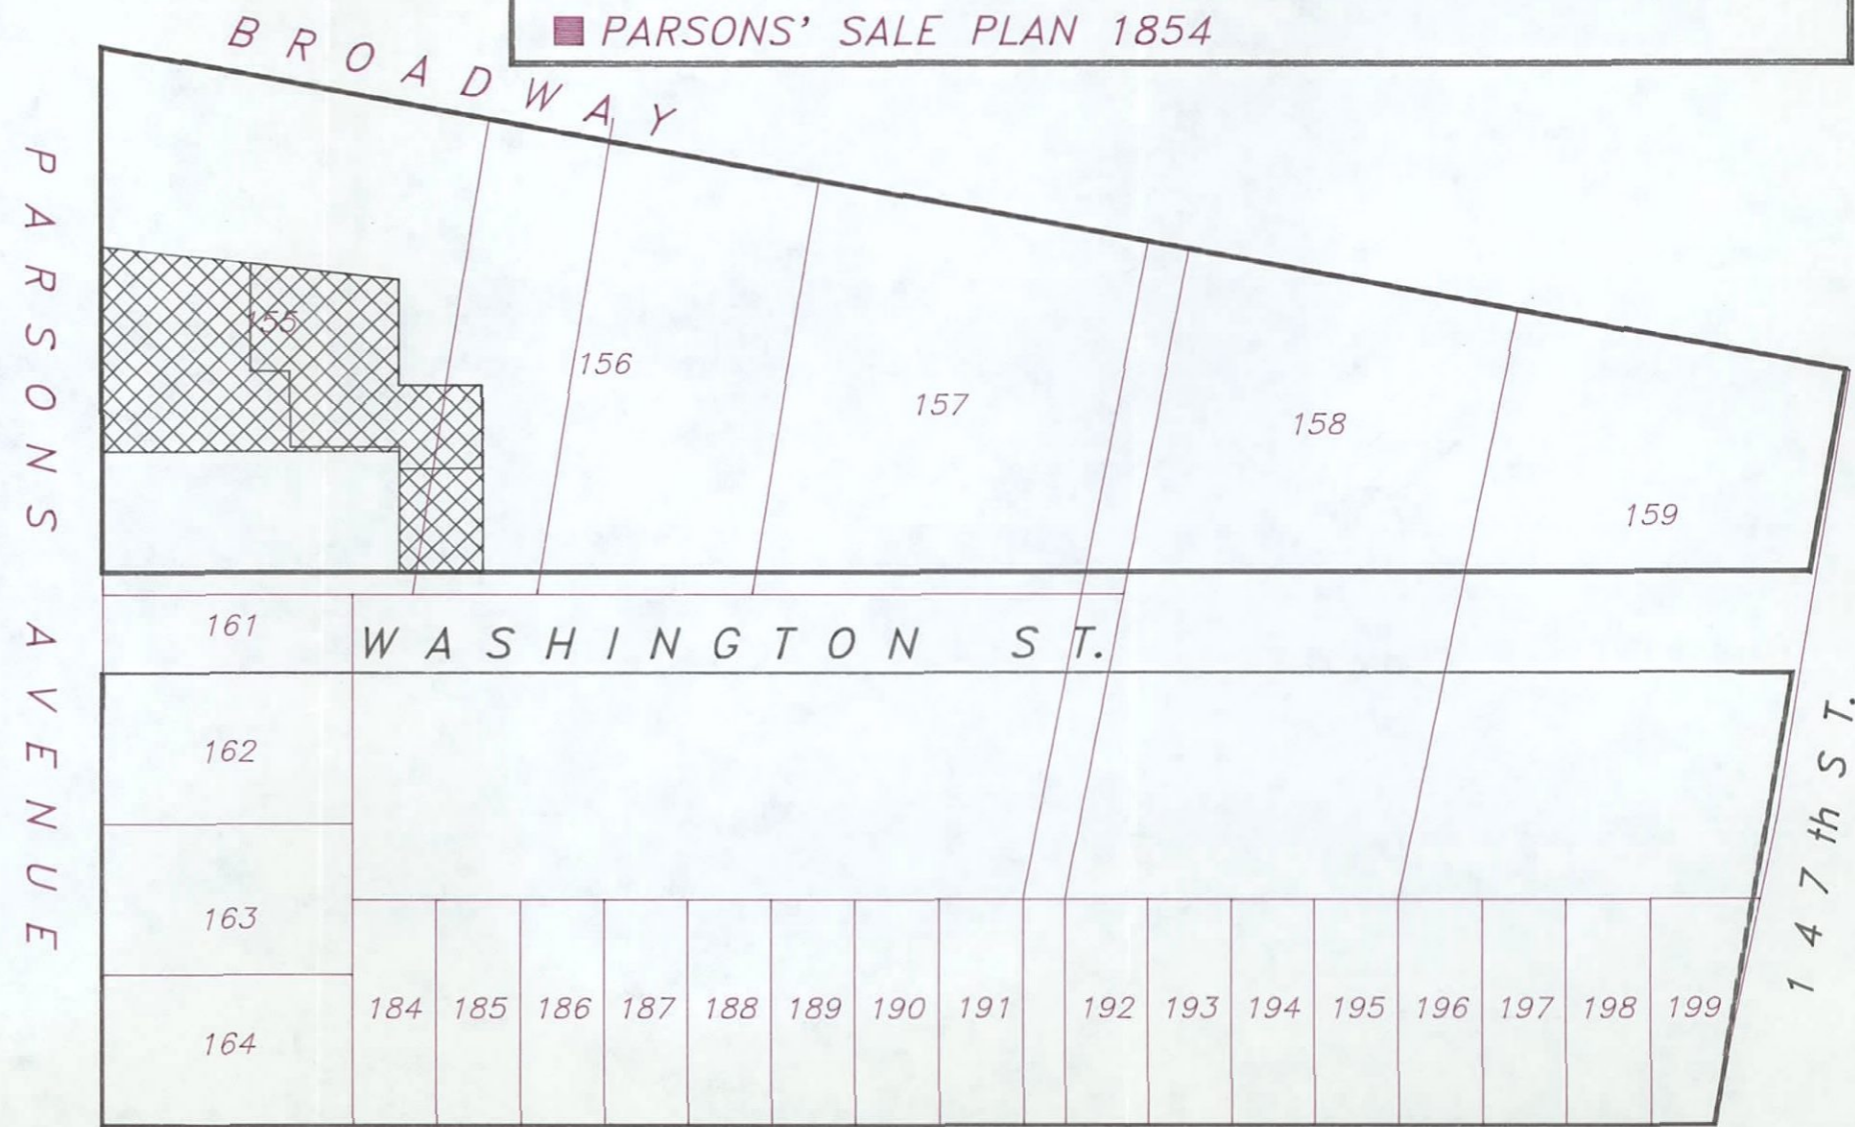 PARSONS' SALE PLAN 1854
BROADWAY
PARSONS AVENUE
155
156
157
158
159
161
WASHINGTON ST.
162
163
164
184 185 186 187 188 189 190 191 192 193 194 195 196 197 198 199
147th ST.